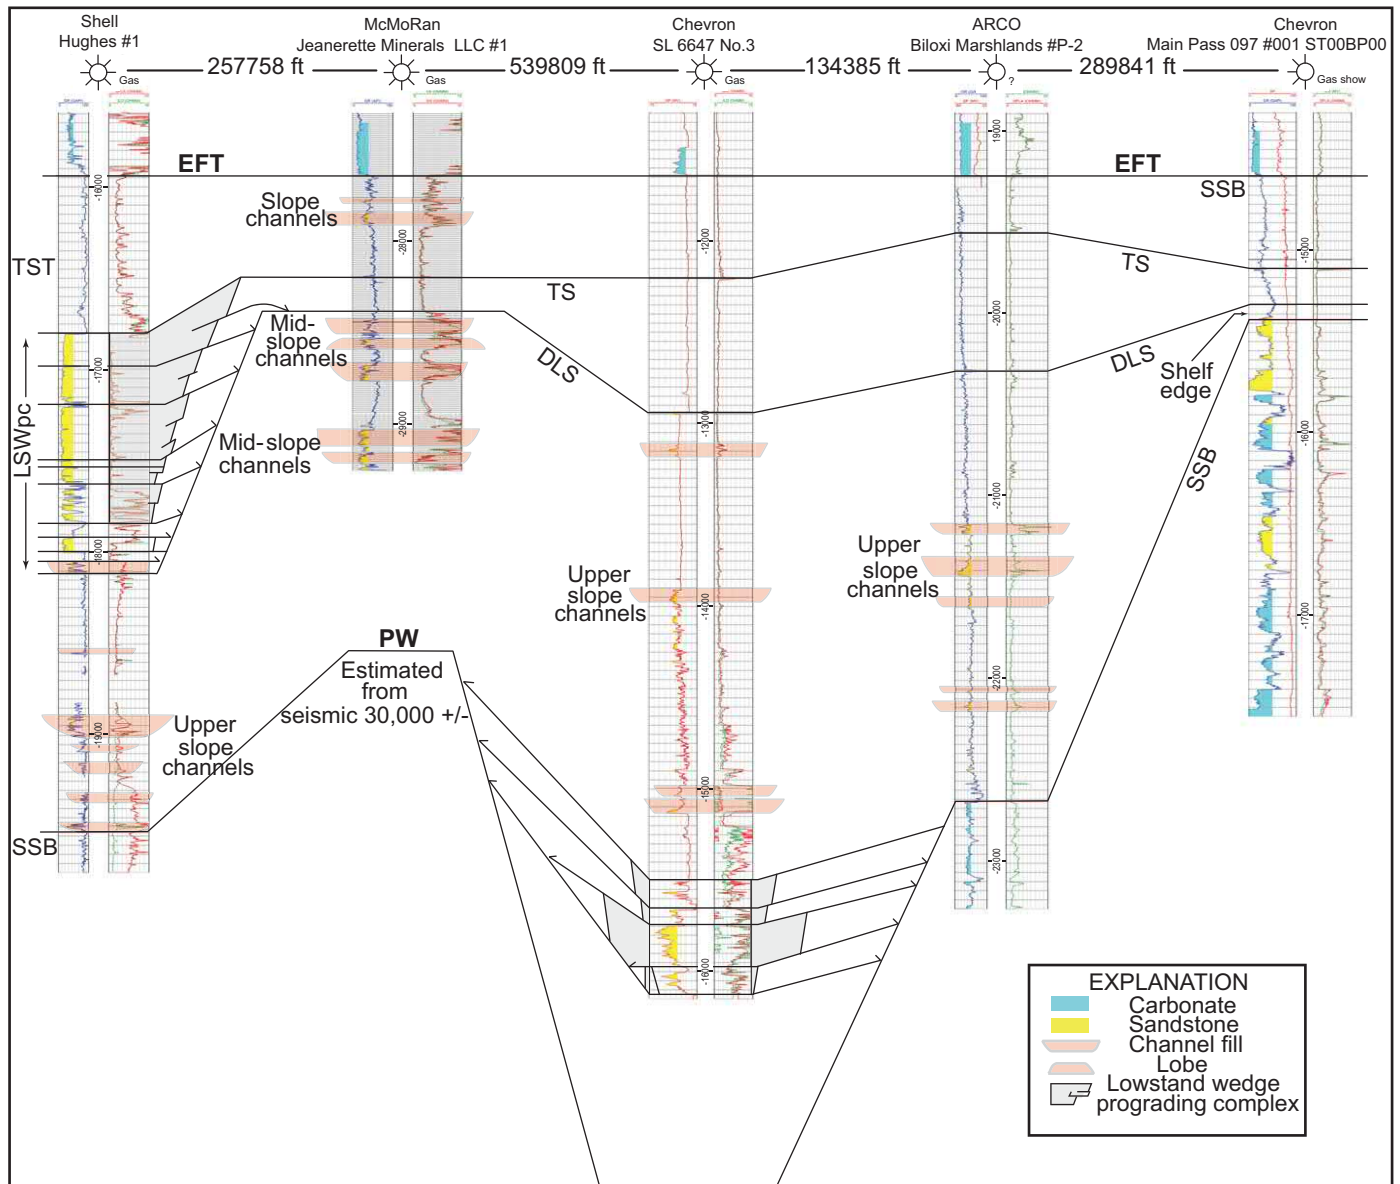 Shell
Hughes #1
McMoRan
Jeanerette Minerals LLC #1
Chevron
SL 6647 No.3
ARCO
Biloxi Marshlands #P-2
Chevron
Main Pass 097 #001 ST00BP00
257758 ft
539809 ft
134385 ft
289841 ft
Gas
Gas
Gas
?
Gas show
EFT
EFT
SSB
TST
TS
TS
DLS
DLS
SSB
SSB
LSWpc
Slope
channels
Mid-
slope
channels
Mid-slope
channels
Upper
slope
channels
Upper
slope
channels
Upper
slope
channels
Shelf
edge
PW
Estimated
from
seismic 30,000 +/-
-16000
-17000
-18000
-19000
-28000
-29000
-12000
-13000
-14000
-15000
-16000
-19000
-20000
-21000
-22000
-23000
-15000
-16000
-17000
EXPLANATION
Carbonate
Sandstone
Channel fill
Lobe
Lowstand wedge
prograding complex